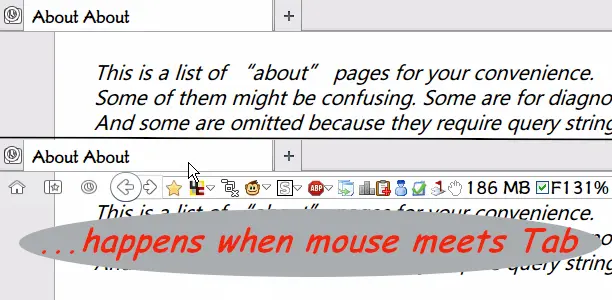 About About
This is a list of “about” pages for your convenience.
Some of them might be confusing. Some are for diagno
And some are omitted because they require query string
About About
ABP 186 MB F131%
This is a list of “about” pages for your convenience.
...happens when mouse meets Tab